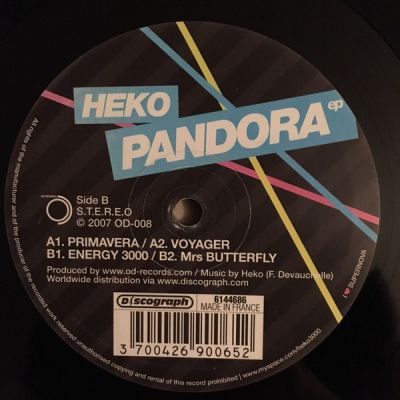 HEKO
PANDORA ep
Side B
S.T.E.R.E.O
© 2007 OD-008
A1. PRIMAVERA / A2. VOYAGER
B1. ENERGY 3000 / B2. Mrs BUTTERFLY
Produced by www.od-records.com / Music by Heko (F. Devauchelle)
Worldwide distribution via www.discograph.com
Discograph
6144686
MADE IN FRANCE
3 700426 900652
All rights of the manufacturer and of the producer of the recorded work reserved unauthorised copying and rental of this record prohibited | www.myspace.com/heko3000
I ♥ SUPERNOVA